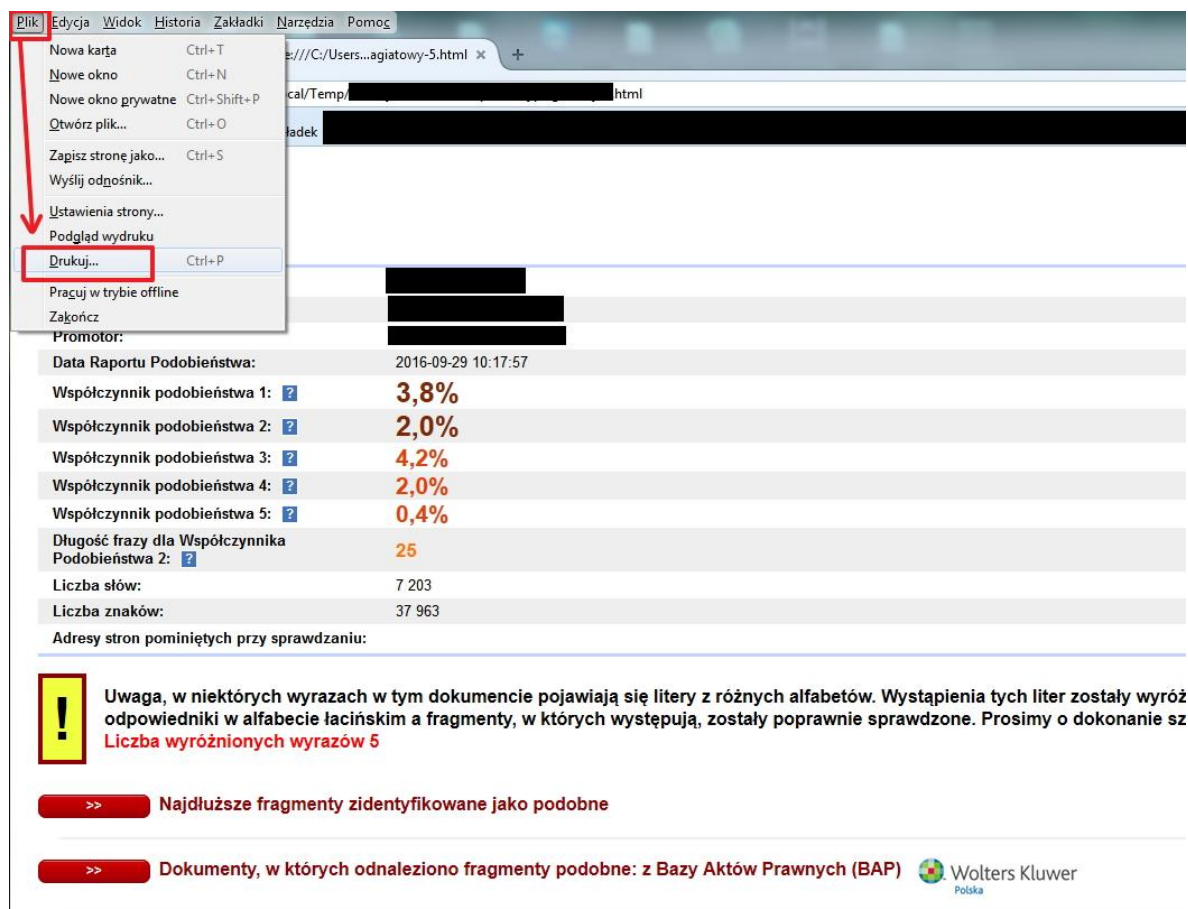 Plik Edycja Widok Historia Zakładki Narzędzia Pomoc
Nowa karta Ctrl+T
e:///C:/Users...agiatowy-5.html × +
Nowe okno Ctrl+N
Nowe okno prywatne Ctrl+Shift+P
cal/Temp/ .html
Otwórz plik... Ctrl+O
ładek
Zapisz stronę jako... Ctrl+S
Wyślij odnośnik...
Ustawienia strony...
Podgląd wydruku
Drukuj... Ctrl+P
Pracuj w trybie offline
Zakończ
Promotor:
Data Raportu Podobieństwa: 2016-09-29 10:17:57
Współczynnik podobieństwa 1: ? 3,8%
Współczynnik podobieństwa 2: ? 2,0%
Współczynnik podobieństwa 3: ? 4,2%
Współczynnik podobieństwa 4: ? 2,0%
Współczynnik podobieństwa 5: ? 0,4%
Długość frazy dla Współczynnika
Podobieństwa 2: ? 25
Liczba słów: 7 203
Liczba znaków: 37 963
Adresy stron pominiętych przy sprawdzaniu:
! Uwaga, w niektórych wyrazach w tym dokumencie pojawiają się litery z różnych alfabetów. Wystąpienia tych liter zostały wyróż
odpowiedniki w alfabecie łacińskim a fragmenty, w których występują, zostały poprawnie sprawdzone. Prosimy o dokonanie sz
Liczba wyróżnionych wyrazów 5
>> Najdłuższe fragmenty zidentyfikowane jako podobne
>> Dokumenty, w których odnaleziono fragmenty podobne: z Bazy Aktów Prawnych (BAP) Wolters Kluwer
Polska